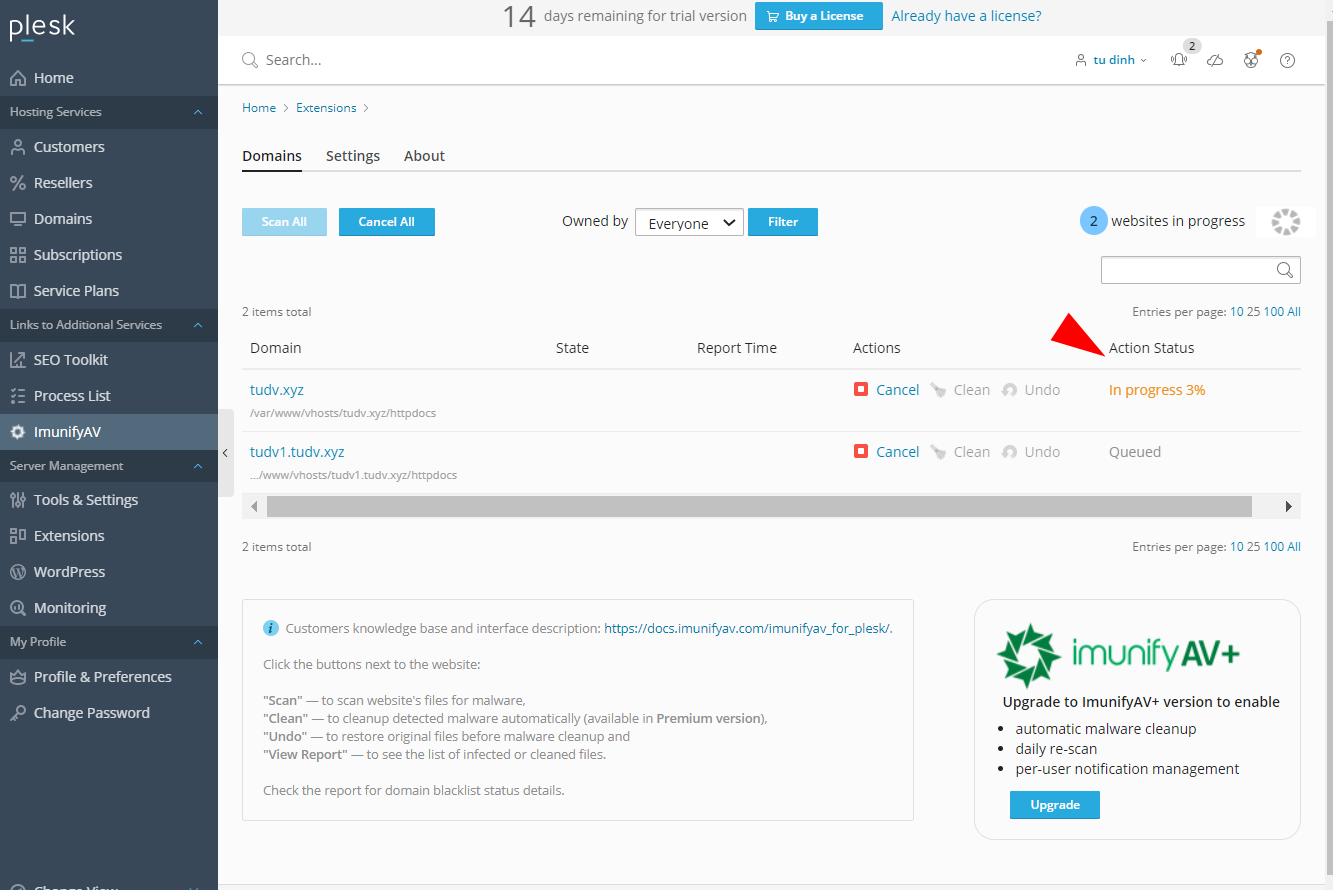 plesk
14 days remaining for trial version Buy a License Already have a license?
Search...
tu dinh
2
Home
Hosting Services
Customers
Resellers
Domains
Subscriptions
Service Plans
Links to Additional Services
SEO Toolkit
Process List
ImunifyAV
Server Management
Tools & Settings
Extensions
WordPress
Monitoring
My Profile
Profile & Preferences
Change Password
Change View
Home > Extensions >
Domains Settings About
Scan All Cancel All Owned by Everyone Filter 2 websites in progress
2 items total Entries per page: 10 25 100 All
Domain State Report Time Actions Action Status
tudv.xyz Cancel Clean Undo In progress 3%
/var/www/vhosts/tudv.xyz/httpdocs
tudv1.tudv.xyz Cancel Clean Undo Queued
.../www/vhosts/tudv1.tudv.xyz/httpdocs
2 items total Entries per page: 10 25 100 All
i Customers knowledge base and interface description: https://docs.imunifyav.com/imunifyav_for_plesk/.
Click the buttons next to the website:
"Scan" — to scan website's files for malware,
"Clean" — to cleanup detected malware automatically (available in Premium version),
"Undo" — to restore original files before malware cleanup and
"View Report" — to see the list of infected or cleaned files.
Check the report for domain blacklist status details.
imunifyAV+
Upgrade to ImunifyAV+ version to enable
• automatic malware cleanup
• daily re-scan
• per-user notification management
Upgrade